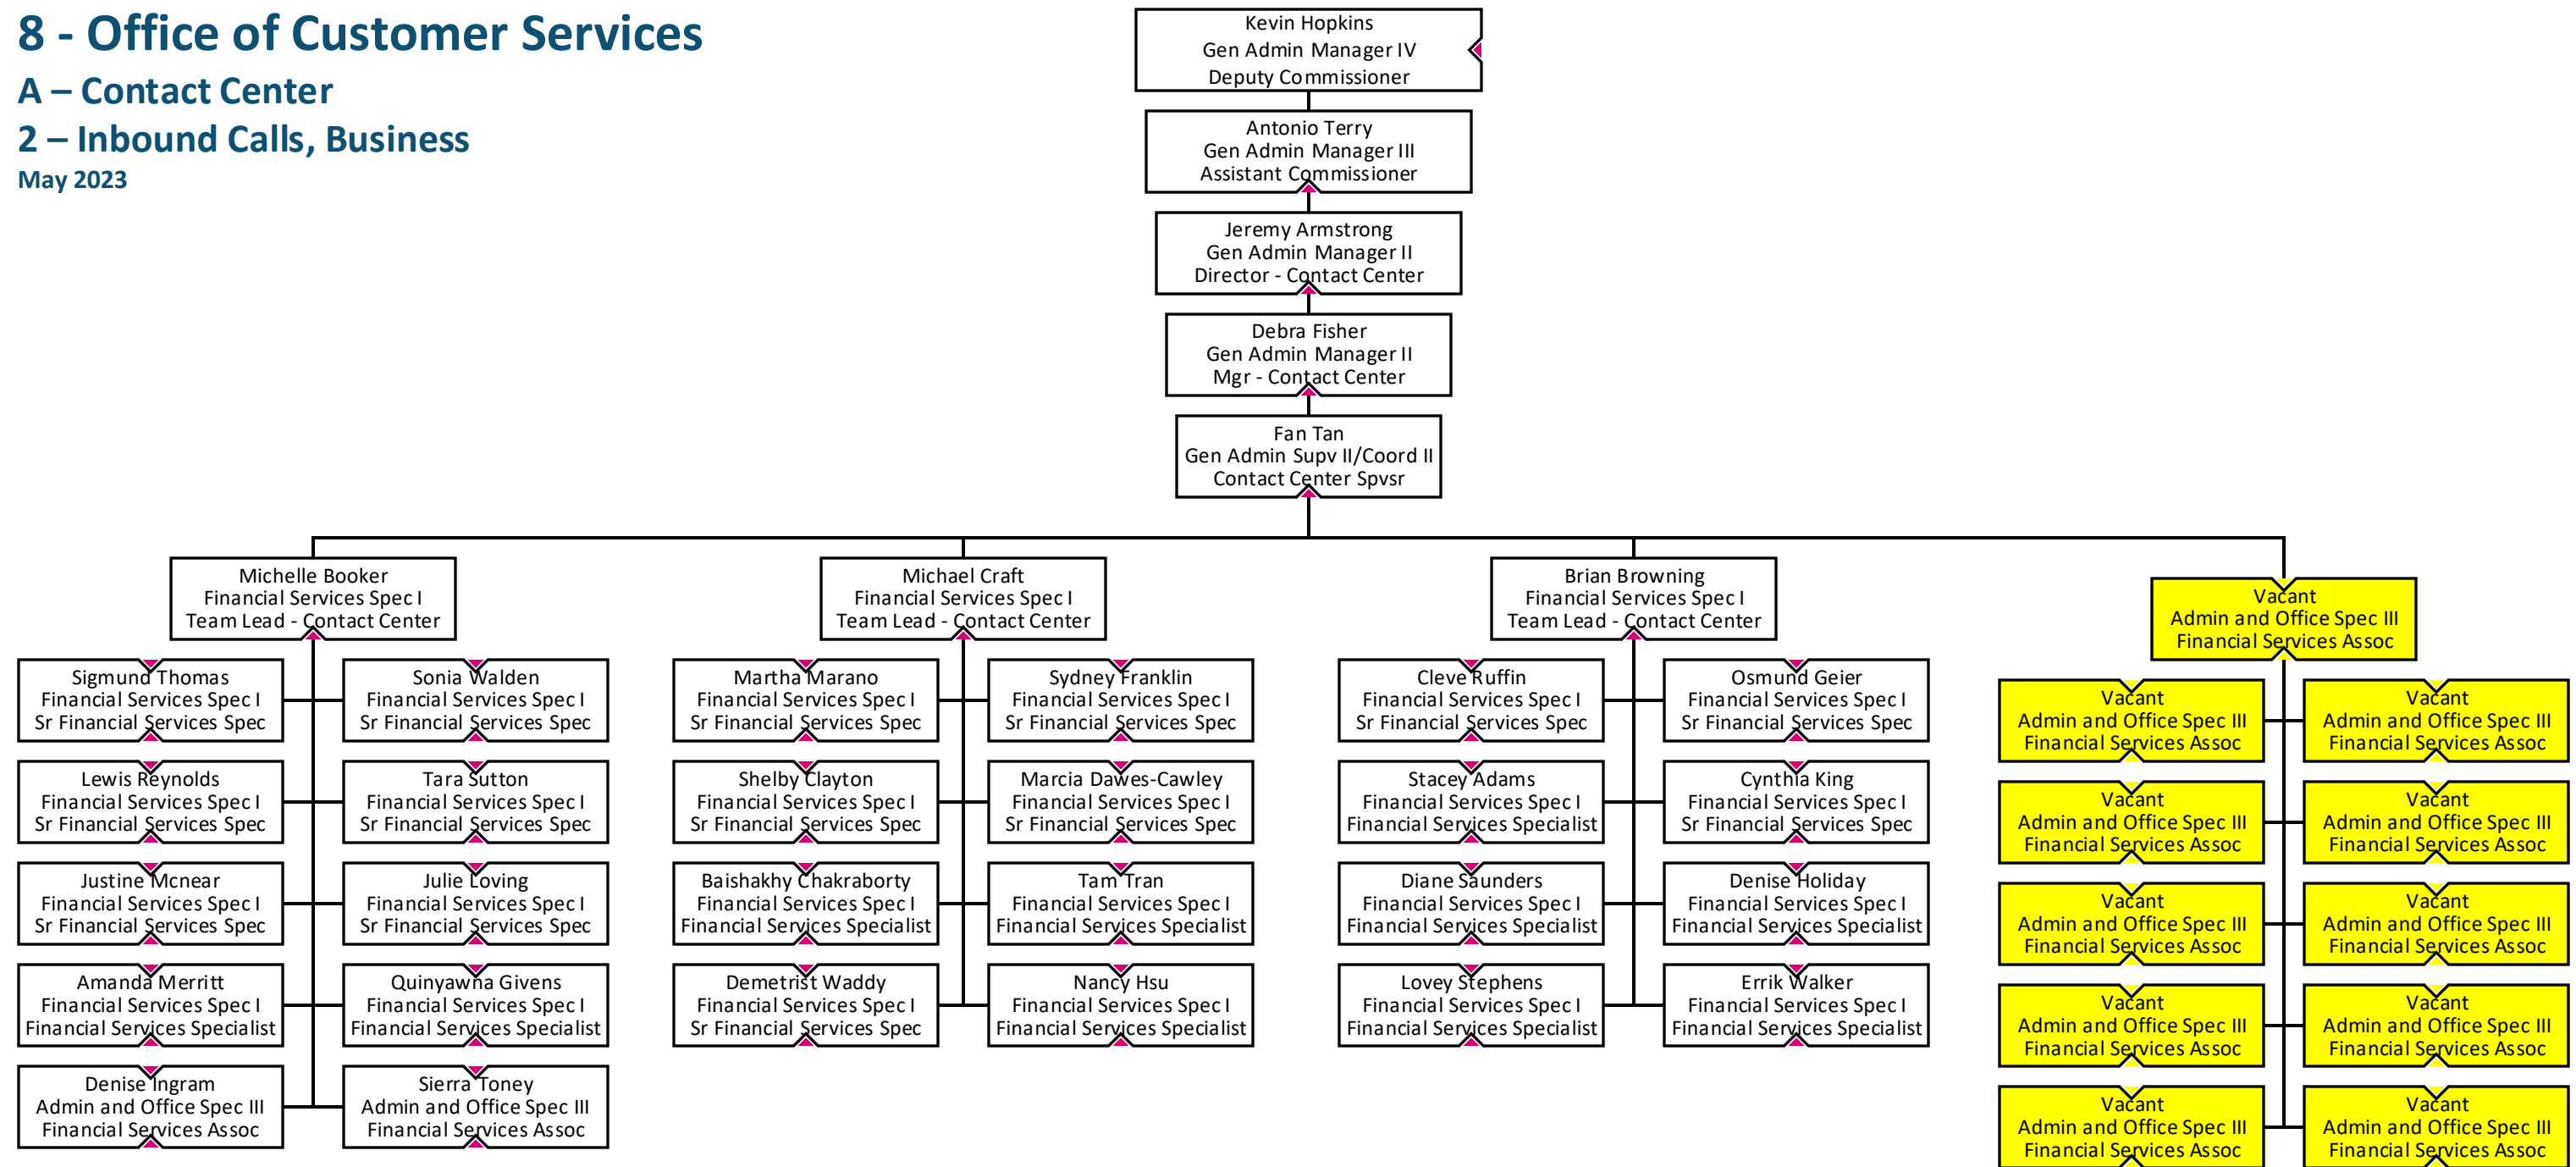 8 - Office of Customer Services
A – Contact Center
2 – Inbound Calls, Business
May 2023
Kevin Hopkins
Gen Admin Manager IV
Deputy Commissioner
Antonio Terry
Gen Admin Manager III
Assistant Commissioner
Jeremy Armstrong
Gen Admin Manager II
Director - Contact Center
Debra Fisher
Gen Admin Manager II
Mgr - Contact Center
Fan Tan
Gen Admin Supv II/Coord II
Contact Center Spvsr
Michelle Booker
Financial Services Spec I
Team Lead - Contact Center
Sigmund Thomas
Financial Services Spec I
Sr Financial Services Spec
Sonia Walden
Financial Services Spec I
Sr Financial Services Spec
Lewis Reynolds
Financial Services Spec I
Sr Financial Services Spec
Tara Sutton
Financial Services Spec I
Sr Financial Services Spec
Justine Mcnear
Financial Services Spec I
Sr Financial Services Spec
Julie Loving
Financial Services Spec I
Sr Financial Services Spec
Amanda Merritt
Financial Services Spec I
Financial Services Specialist
Quinyawna Givens
Financial Services Spec I
Financial Services Specialist
Denise Ingram
Admin and Office Spec III
Financial Services Assoc
Sierra Toney
Admin and Office Spec III
Financial Services Assoc
Michael Craft
Financial Services Spec I
Team Lead - Contact Center
Martha Marano
Financial Services Spec I
Sr Financial Services Spec
Sydney Franklin
Financial Services Spec I
Sr Financial Services Spec
Shelby Clayton
Financial Services Spec I
Sr Financial Services Spec
Marcia Dawes-Cawley
Financial Services Spec I
Sr Financial Services Spec
Baishakhy Chakraborty
Financial Services Spec I
Financial Services Specialist
Tam Tran
Financial Services Spec I
Financial Services Specialist
Demetrist Waddy
Financial Services Spec I
Sr Financial Services Spec
Nancy Hsu
Financial Services Spec I
Financial Services Specialist
Brian Browning
Financial Services Spec I
Team Lead - Contact Center
Cleve Ruffin
Financial Services Spec I
Sr Financial Services Spec
Osmund Geier
Financial Services Spec I
Sr Financial Services Spec
Stacey Adams
Financial Services Spec I
Financial Services Specialist
Cynthia King
Financial Services Spec I
Sr Financial Services Spec
Diane Saunders
Financial Services Spec I
Financial Services Specialist
Denise Holiday
Financial Services Spec I
Financial Services Specialist
Lovey Stephens
Financial Services Spec I
Financial Services Specialist
Errik Walker
Financial Services Spec I
Financial Services Specialist
Vacant
Admin and Office Spec III
Financial Services Assoc
Vacant
Admin and Office Spec III
Financial Services Assoc
Vacant
Admin and Office Spec III
Financial Services Assoc
Vacant
Admin and Office Spec III
Financial Services Assoc
Vacant
Admin and Office Spec III
Financial Services Assoc
Vacant
Admin and Office Spec III
Financial Services Assoc
Vacant
Admin and Office Spec III
Financial Services Assoc
Vacant
Admin and Office Spec III
Financial Services Assoc
Vacant
Admin and Office Spec III
Financial Services Assoc
Vacant
Admin and Office Spec III
Financial Services Assoc
Vacant
Admin and Office Spec III
Financial Services Assoc